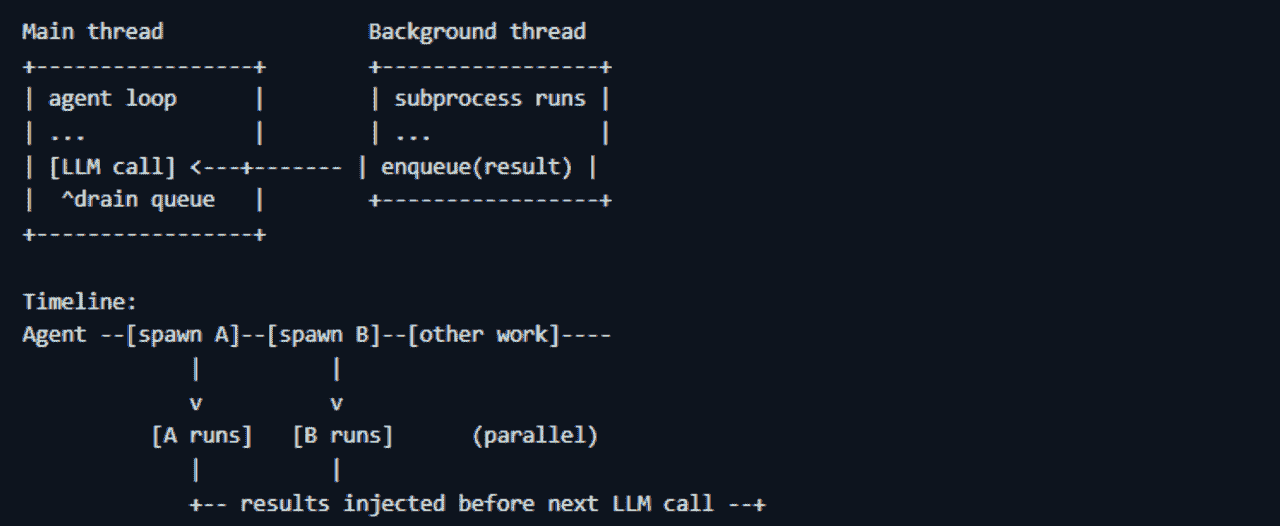 Main thread                Background thread
+-----------------+        +-----------------+
| agent loop      |        | subprocess runs |
| ...             |        | ...             |
| [LLM call] <---+------- | enqueue(result) |
|  ^drain queue   |        +-----------------+
+-----------------+
Timeline:
Agent --[spawn A]--[spawn B]--[other work]----
             |          |
             v          v
          [A runs]   [B runs]      (parallel)
             |          |
             +-- results injected before next LLM call --+